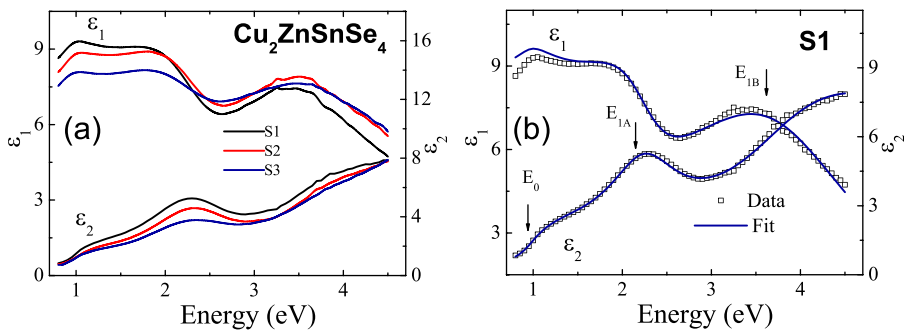 ε₁
Cu₂ZnSnSe₄
(a)
S1
S2
S3
ε₂
9
6
3
0
ε₁
16
12
8
4
0
ε₂
1
2
3
4
Energy (eV)
ε₁
S1
E₁B
E₁A
(b)
E₀
Data
Fit
ε₂
9
6
3
ε₁
9
6
3
0
ε₂
1
2
3
4
5
Energy (eV)